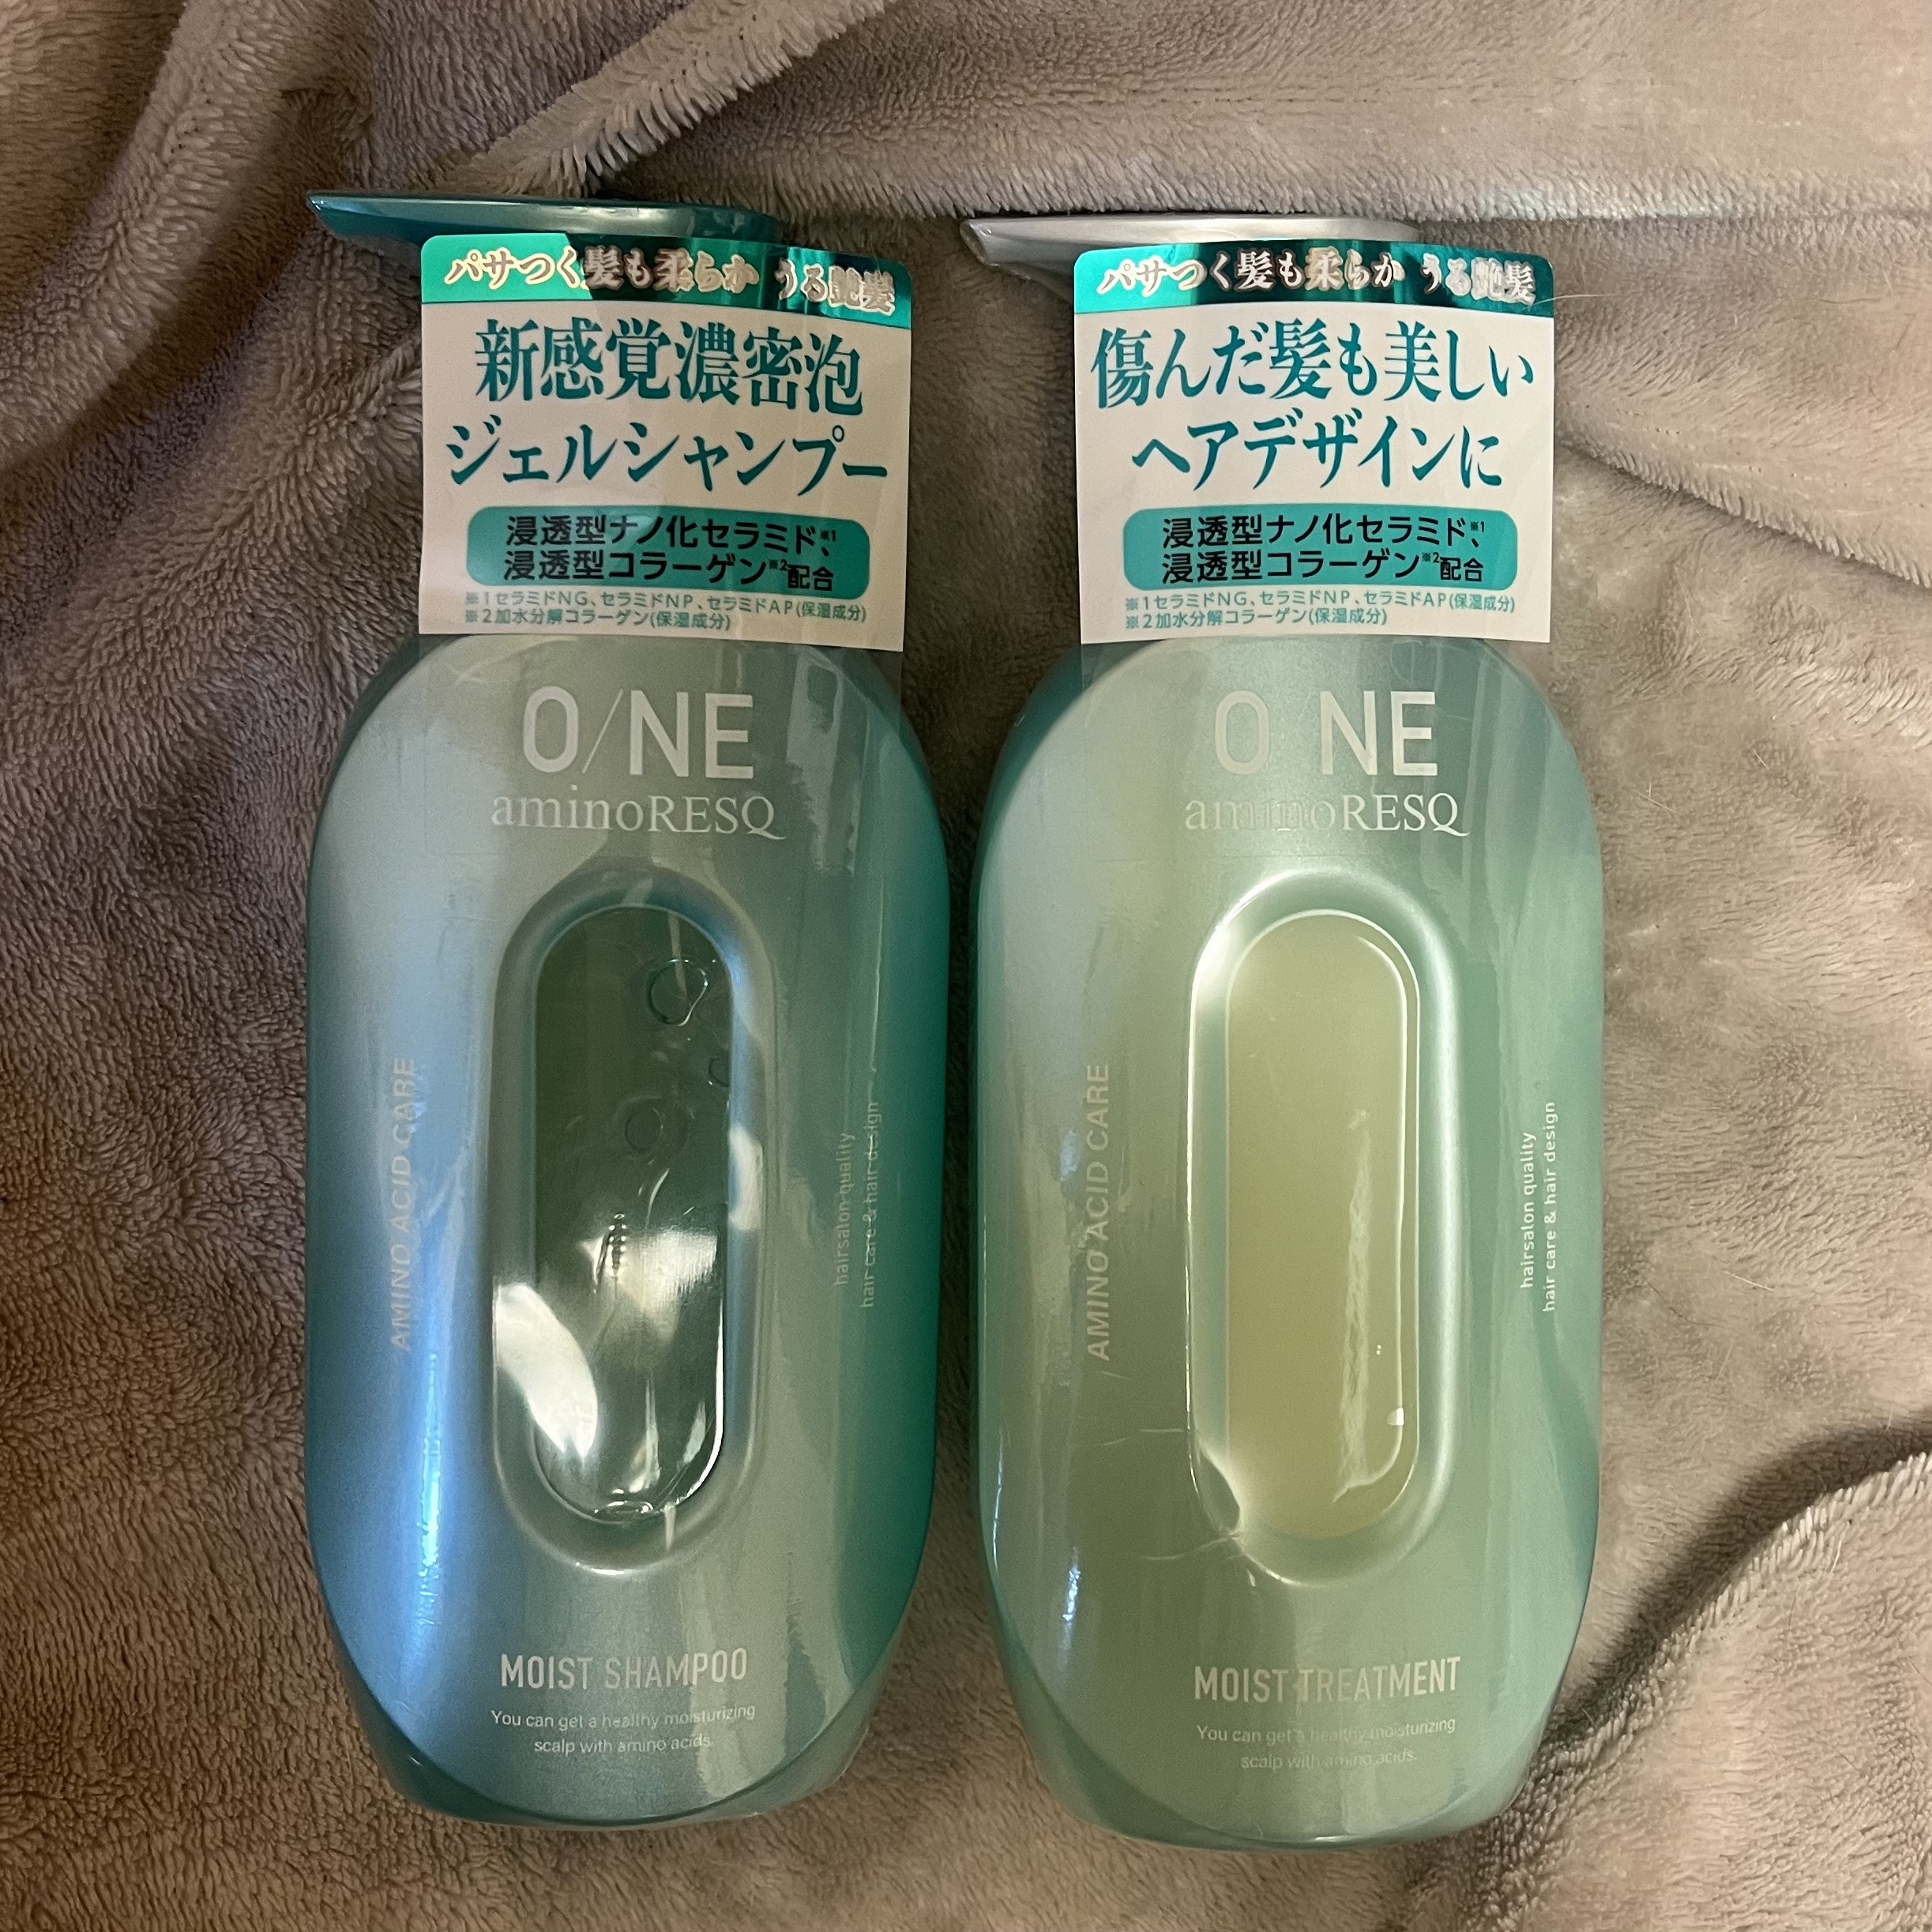 パサつく髪も柔らか うる艶髪
新感覚濃密泡
ジェルシャンプー
浸透型ナノ化セラミド※1、
浸透型コラーゲン※2配合
※1セラミドNG、セラミドNP、セラミドAP(保湿成分)
※2加水分解コラーゲン(保湿成分)
O/NE
aminoRESQ
AMINO ACID CARE
hairsalon quality
hair care & hair design
MOIST SHAMPOO
You can get a healthy moisturizing
scalp with amino acids.
パサつく髪も柔らか うる艶髪
傷んだ髪も美しい
ヘアデザインに
浸透型ナノ化セラミド※1、
浸透型コラーゲン※2配合
※1セラミドNG、セラミドNP、セラミドAP(保湿成分)
※2加水分解コラーゲン(保湿成分)
O NE
aminoRESQ
AMINO ACID CARE
hairsalon quality
hair care & hair design
MOIST TREATMENT
You can get a healthy moisturizing
scalp with amino acids.